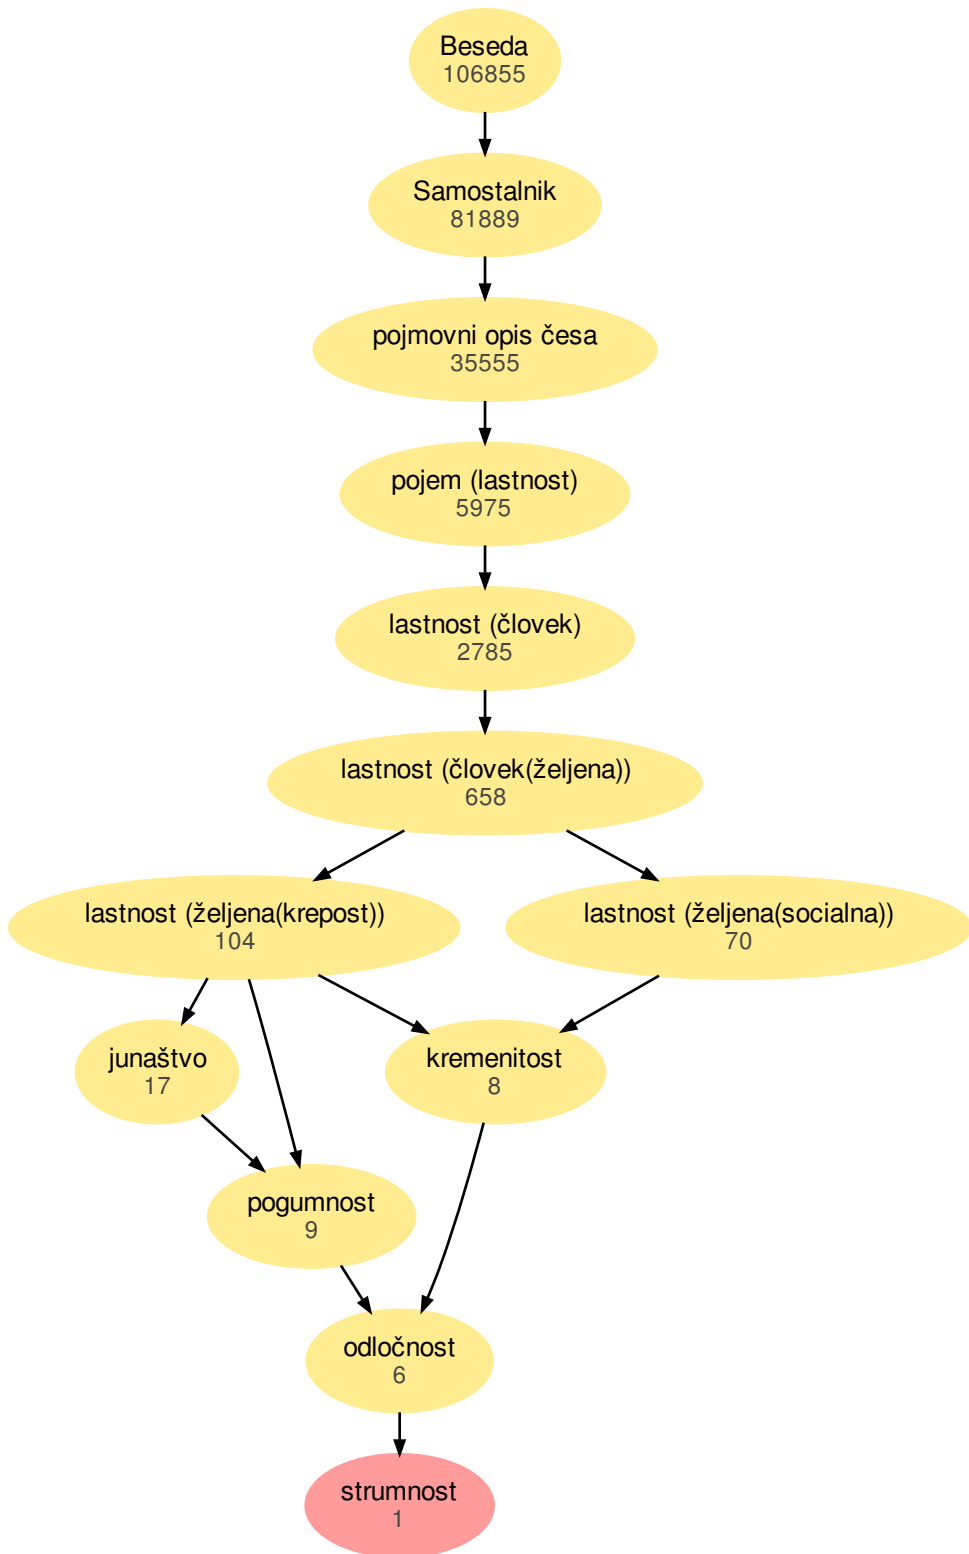 Beseda
106855
Samostalnik
81889
pojmovni opis česa
35555
pojem (lastnost)
5975
lastnost (človek)
2785
lastnost (človek(željena))
658
lastnost (željena(krepost))
104
lastnost (željena(socialna))
70
junaštvo
17
kremenitost
8
pogumnost
9
odločnost
6
strumnost
1